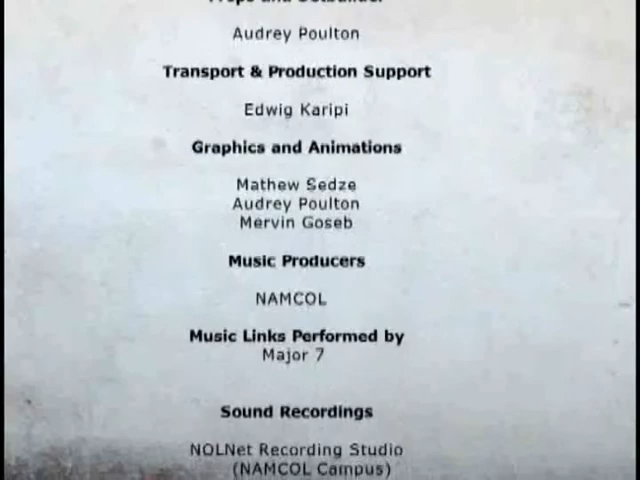 Audrey Poulton
Transport & Production Support
Edwig Karipi
Graphics and Animations
Mathew Sedze
Audrey Poulton
Mervin Goseb
Music Producers
NAMCOL
Music Links Performed by
Major 7
Sound Recordings
NOLNet Recording Studio
(NAMCOL Campus)